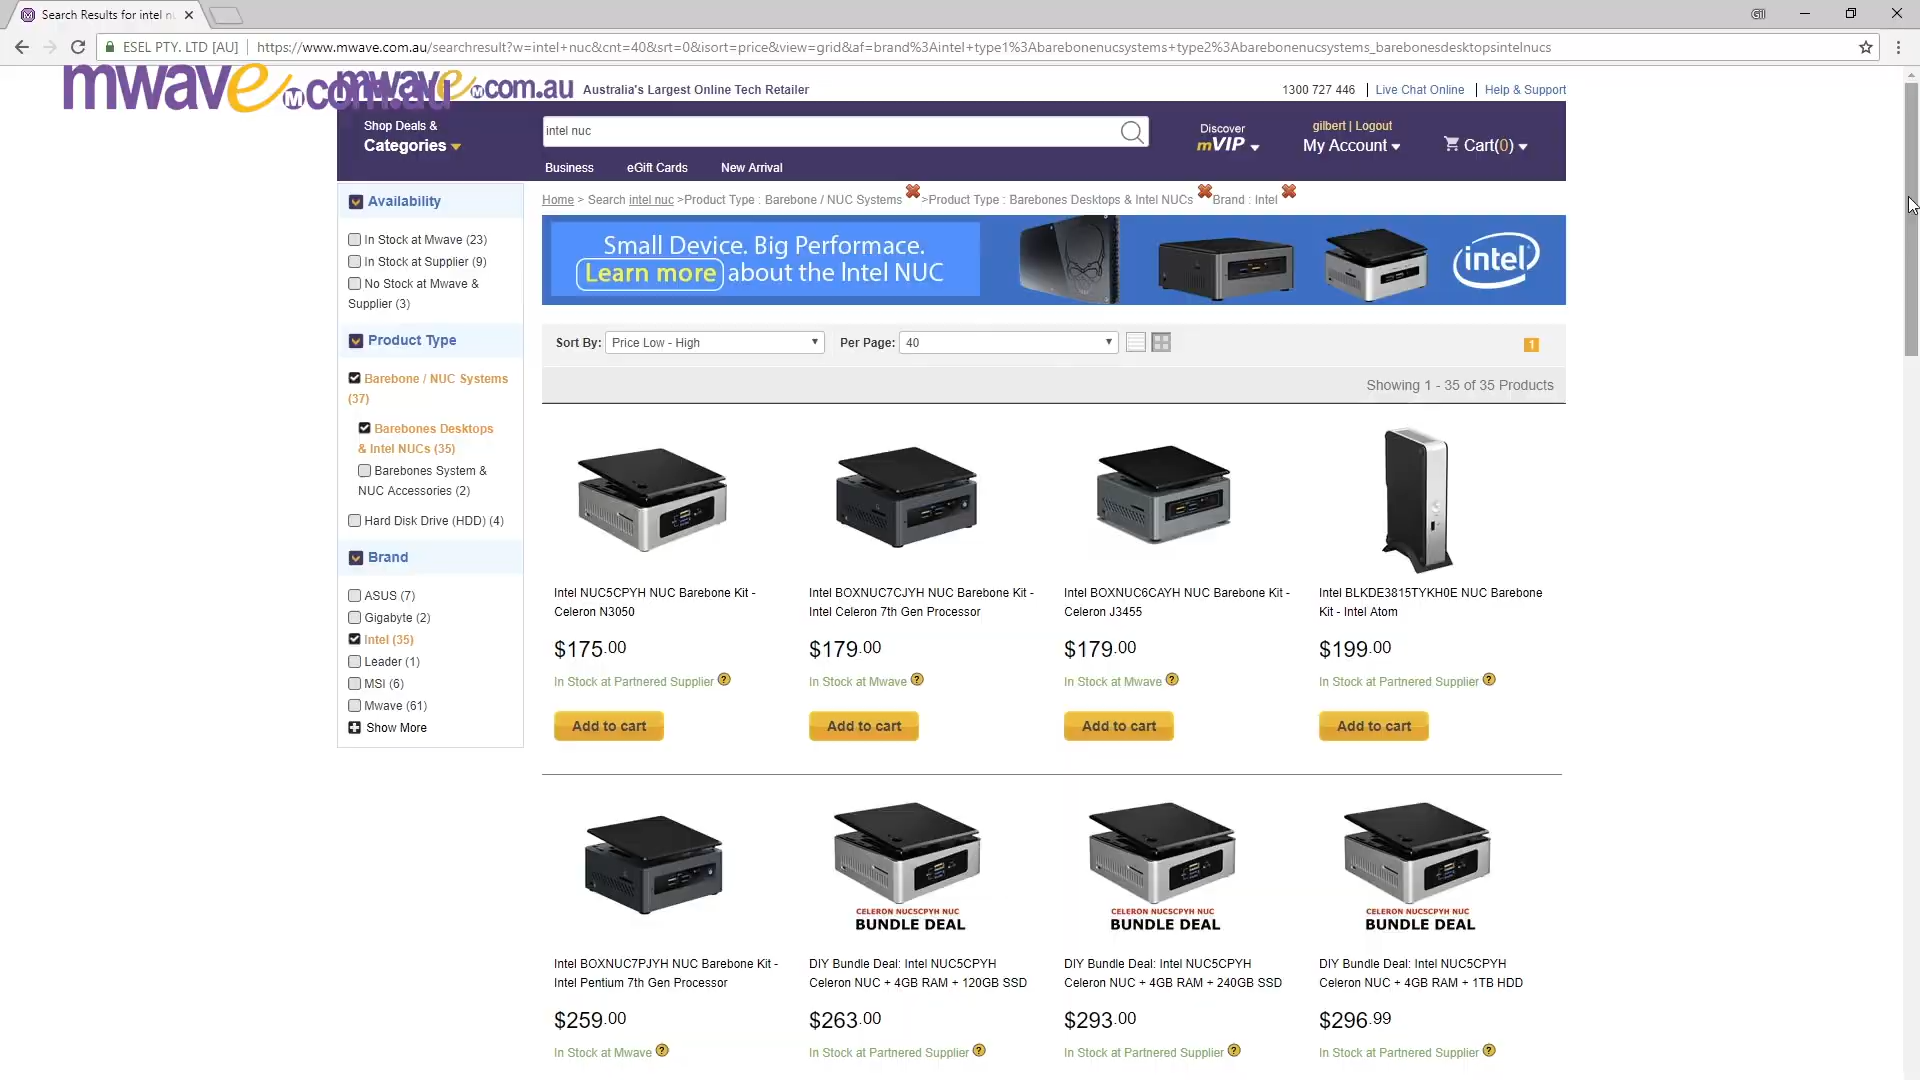 Search Results for intel nu
Gil
ESEL PTY. LTD [AU]
https://www.mwave.com.au/searchresult?w=intel+nuc&cnt=40&srt=0&isort=price&view=grid&af=brand%3Aintel+type1%3Abarebonenucsystems+type2%3Abarebonenucsystems_barebonesdesktopsintelnucs
mwave.com.au
mwave.com.au
Australia's Largest Online Tech Retailer
1300 727 446 | Live Chat Online | Help & Support
Shop Deals &
Categories
intel nuc
Discover
mVIP
gilbert | Logout
My Account
Cart(0)
Business eGift Cards New Arrival
Home > Search intel nuc >Product Type : Barebone / NUC Systems >Product Type : Barebones Desktops & Intel NUCs Brand : Intel
Availability
In Stock at Mwave (23)
In Stock at Supplier (9)
No Stock at Mwave &
Supplier (3)
Product Type
Barebone / NUC Systems
(37)
Barebones Desktops
& Intel NUCs (35)
Barebones System &
NUC Accessories (2)
Hard Disk Drive (HDD) (4)
Brand
ASUS (7)
Gigabyte (2)
Intel (35)
Leader (1)
MSI (6)
Mwave (61)
Show More
Small Device. Big Performace.
Learn more about the Intel NUC
intel
Sort By: Price Low - High Per Page: 40
1
Showing 1 - 35 of 35 Products
Intel NUC5CPYH NUC Barebone Kit -
Celeron N3050
$175.00
In Stock at Partnered Supplier ?
Add to cart
Intel BOXNUC7CJYH NUC Barebone Kit -
Intel Celeron 7th Gen Processor
$179.00
In Stock at Mwave ?
Add to cart
Intel BOXNUC6CAYH NUC Barebone Kit -
Celeron J3455
$179.00
In Stock at Mwave ?
Add to cart
Intel BLKDE3815TYKH0E NUC Barebone
Kit - Intel Atom
$199.00
In Stock at Partnered Supplier ?
Add to cart
Intel BOXNUC7PJYH NUC Barebone Kit -
Intel Pentium 7th Gen Processor
$259.00
In Stock at Mwave ?
CELERON NUC5CPYH NUC
BUNDLE DEAL
DIY Bundle Deal: Intel NUC5CPYH
Celeron NUC + 4GB RAM + 120GB SSD
$263.00
In Stock at Partnered Supplier ?
CELERON NUC5CPYH NUC
BUNDLE DEAL
DIY Bundle Deal: Intel NUC5CPYH
Celeron NUC + 4GB RAM + 240GB SSD
$293.00
In Stock at Partnered Supplier ?
CELERON NUC5CPYH NUC
BUNDLE DEAL
DIY Bundle Deal: Intel NUC5CPYH
Celeron NUC + 4GB RAM + 1TB HDD
$296.99
In Stock at Partnered Supplier ?